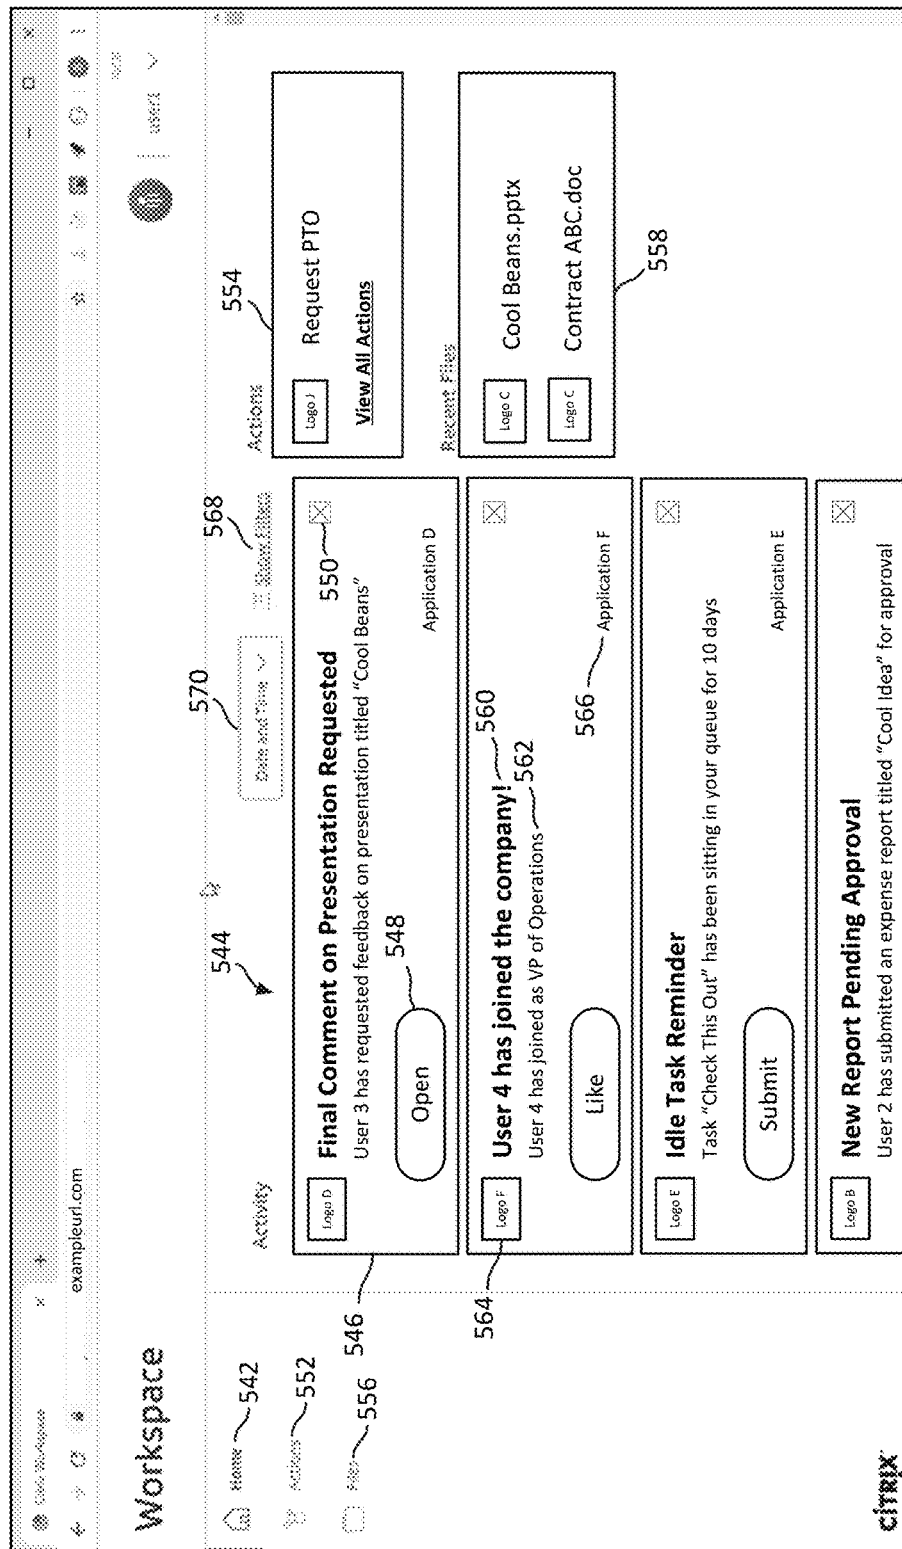 Citrix Workspace
exampleurl.com
Workspace
user1
Home 542
Actions 552
Files 556
CİTRIX
544
Activity
570
Date and Time
568
Show Filters
546
Logo D
Final Comment on Presentation Requested
550
User 3 has requested feedback on presentation titled “Cool Beans”
Open
548
Application D
564
Logo F
User 4 has joined the company!
560
User 4 has joined as VP of Operations
562
Like
566
Application F
Logo E
Idle Task Reminder
Task “Check This Out” has been sitting in your queue for 10 days
Submit
Application E
Logo B
New Report Pending Approval
User 2 has submitted an expense report titled “Cool Idea” for approval
Actions
554
Logo J
Request PTO
View All Actions
Recent Files
Logo C
Cool Beans.pptx
Logo C
Contract ABC.doc
558